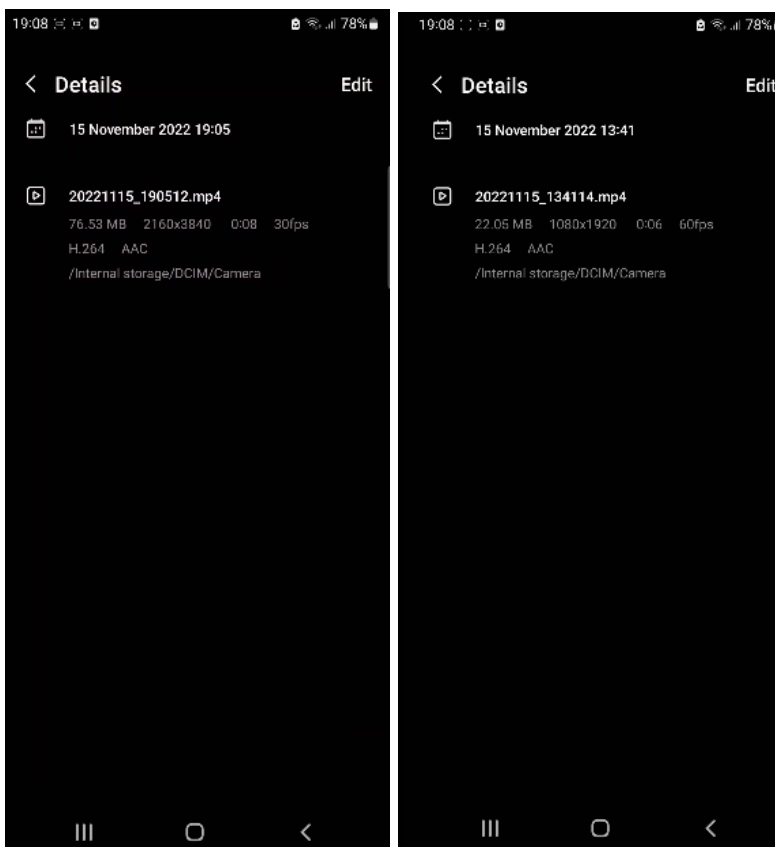 19:08
78%
Details
Edit
15 November 2022 19:05
20221115_190512.mp4
76.53 MB 2160x3840 0:08 30fps
H.264 AAC
/Internal storage/DCIM/Camera
19:08
78%
Details
Edit
15 November 2022 13:41
20221115_134114.mp4
22.05 MB 1080x1920 0:06 60fps
H.264 AAC
/Internal storage/DCIM/Camera